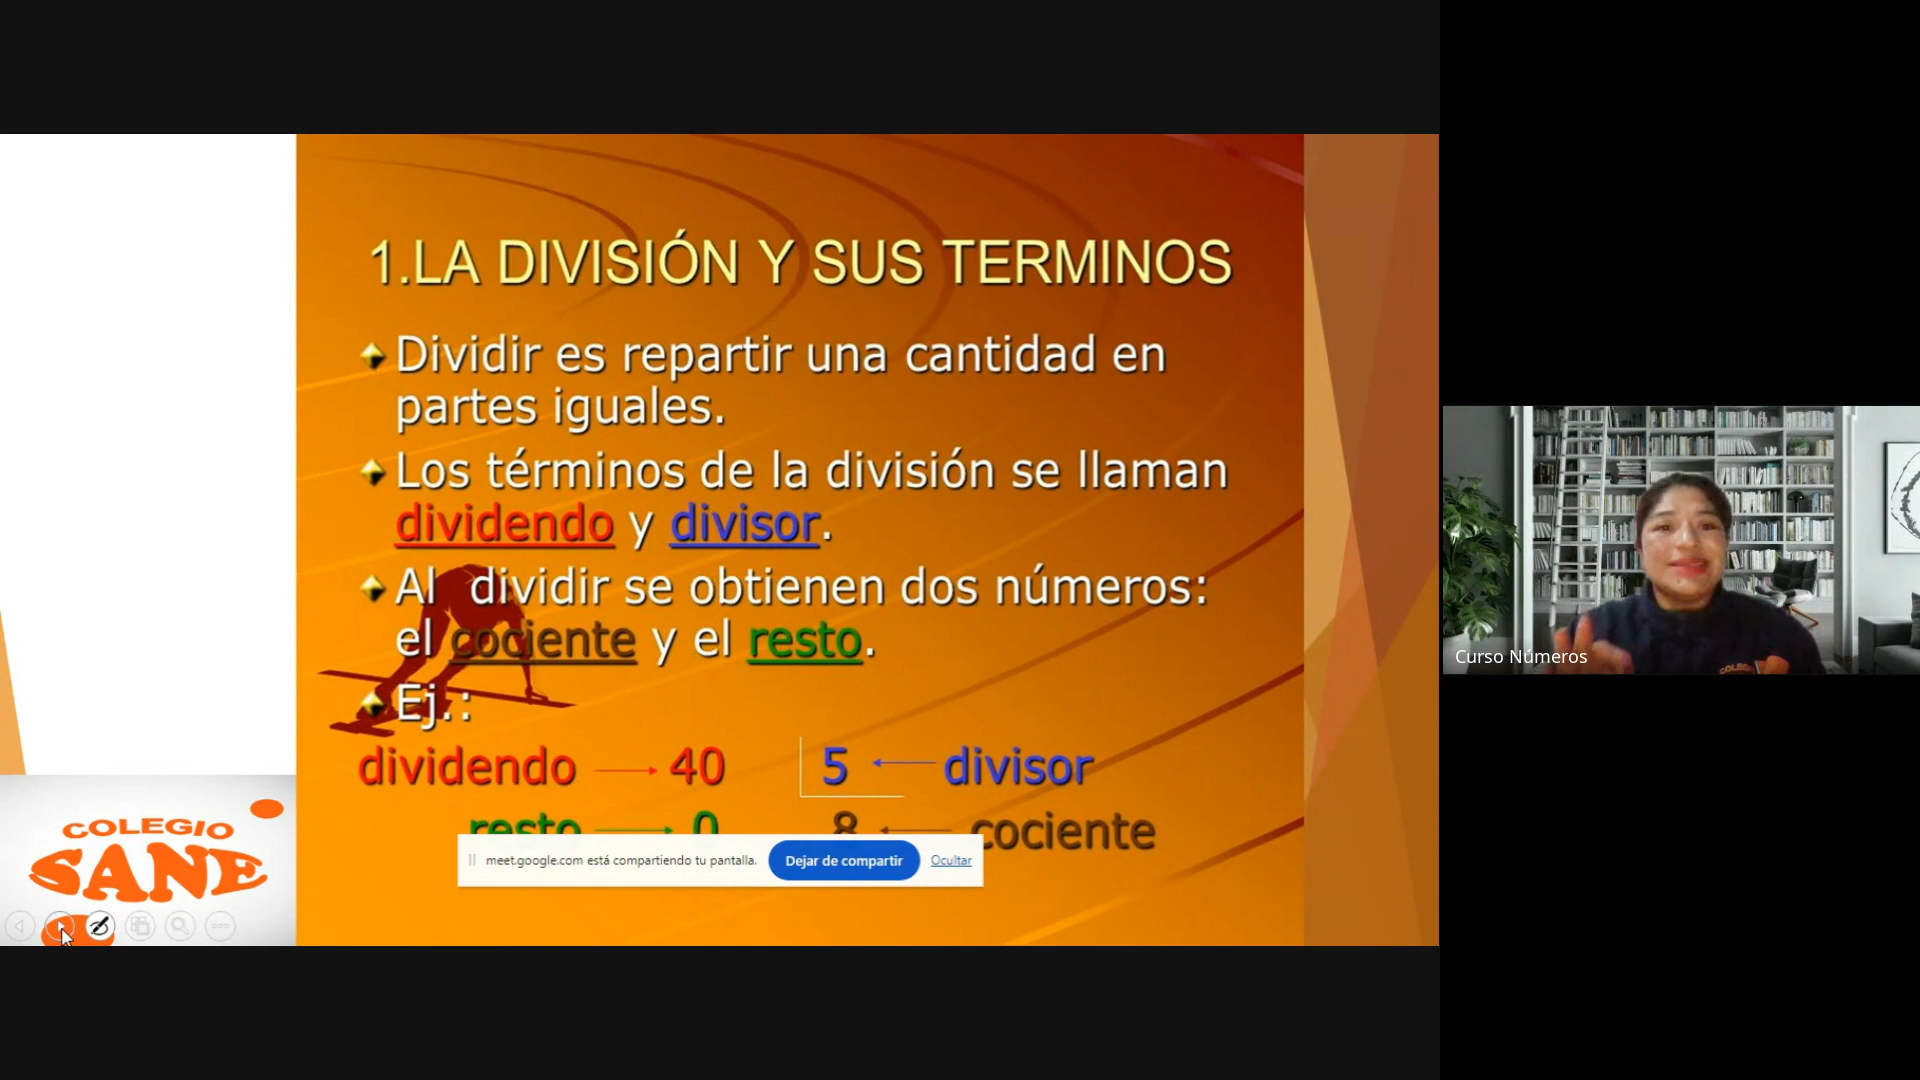 1.LA DIVISIÓN Y SUS TERMINOS
Dividir es repartir una cantidad en
partes iguales.
Los términos de la división se llaman
dividendo y divisor.
Al dividir se obtienen dos números:
el cociente y el resto.
Ej.:
dividendo 40 5 divisor
resto 0 8 cociente
meet.google.com está compartiendo tu pantalla. Dejar de compartir Ocultar
COLEGIO
SANE
Curso Números
COLEGIO